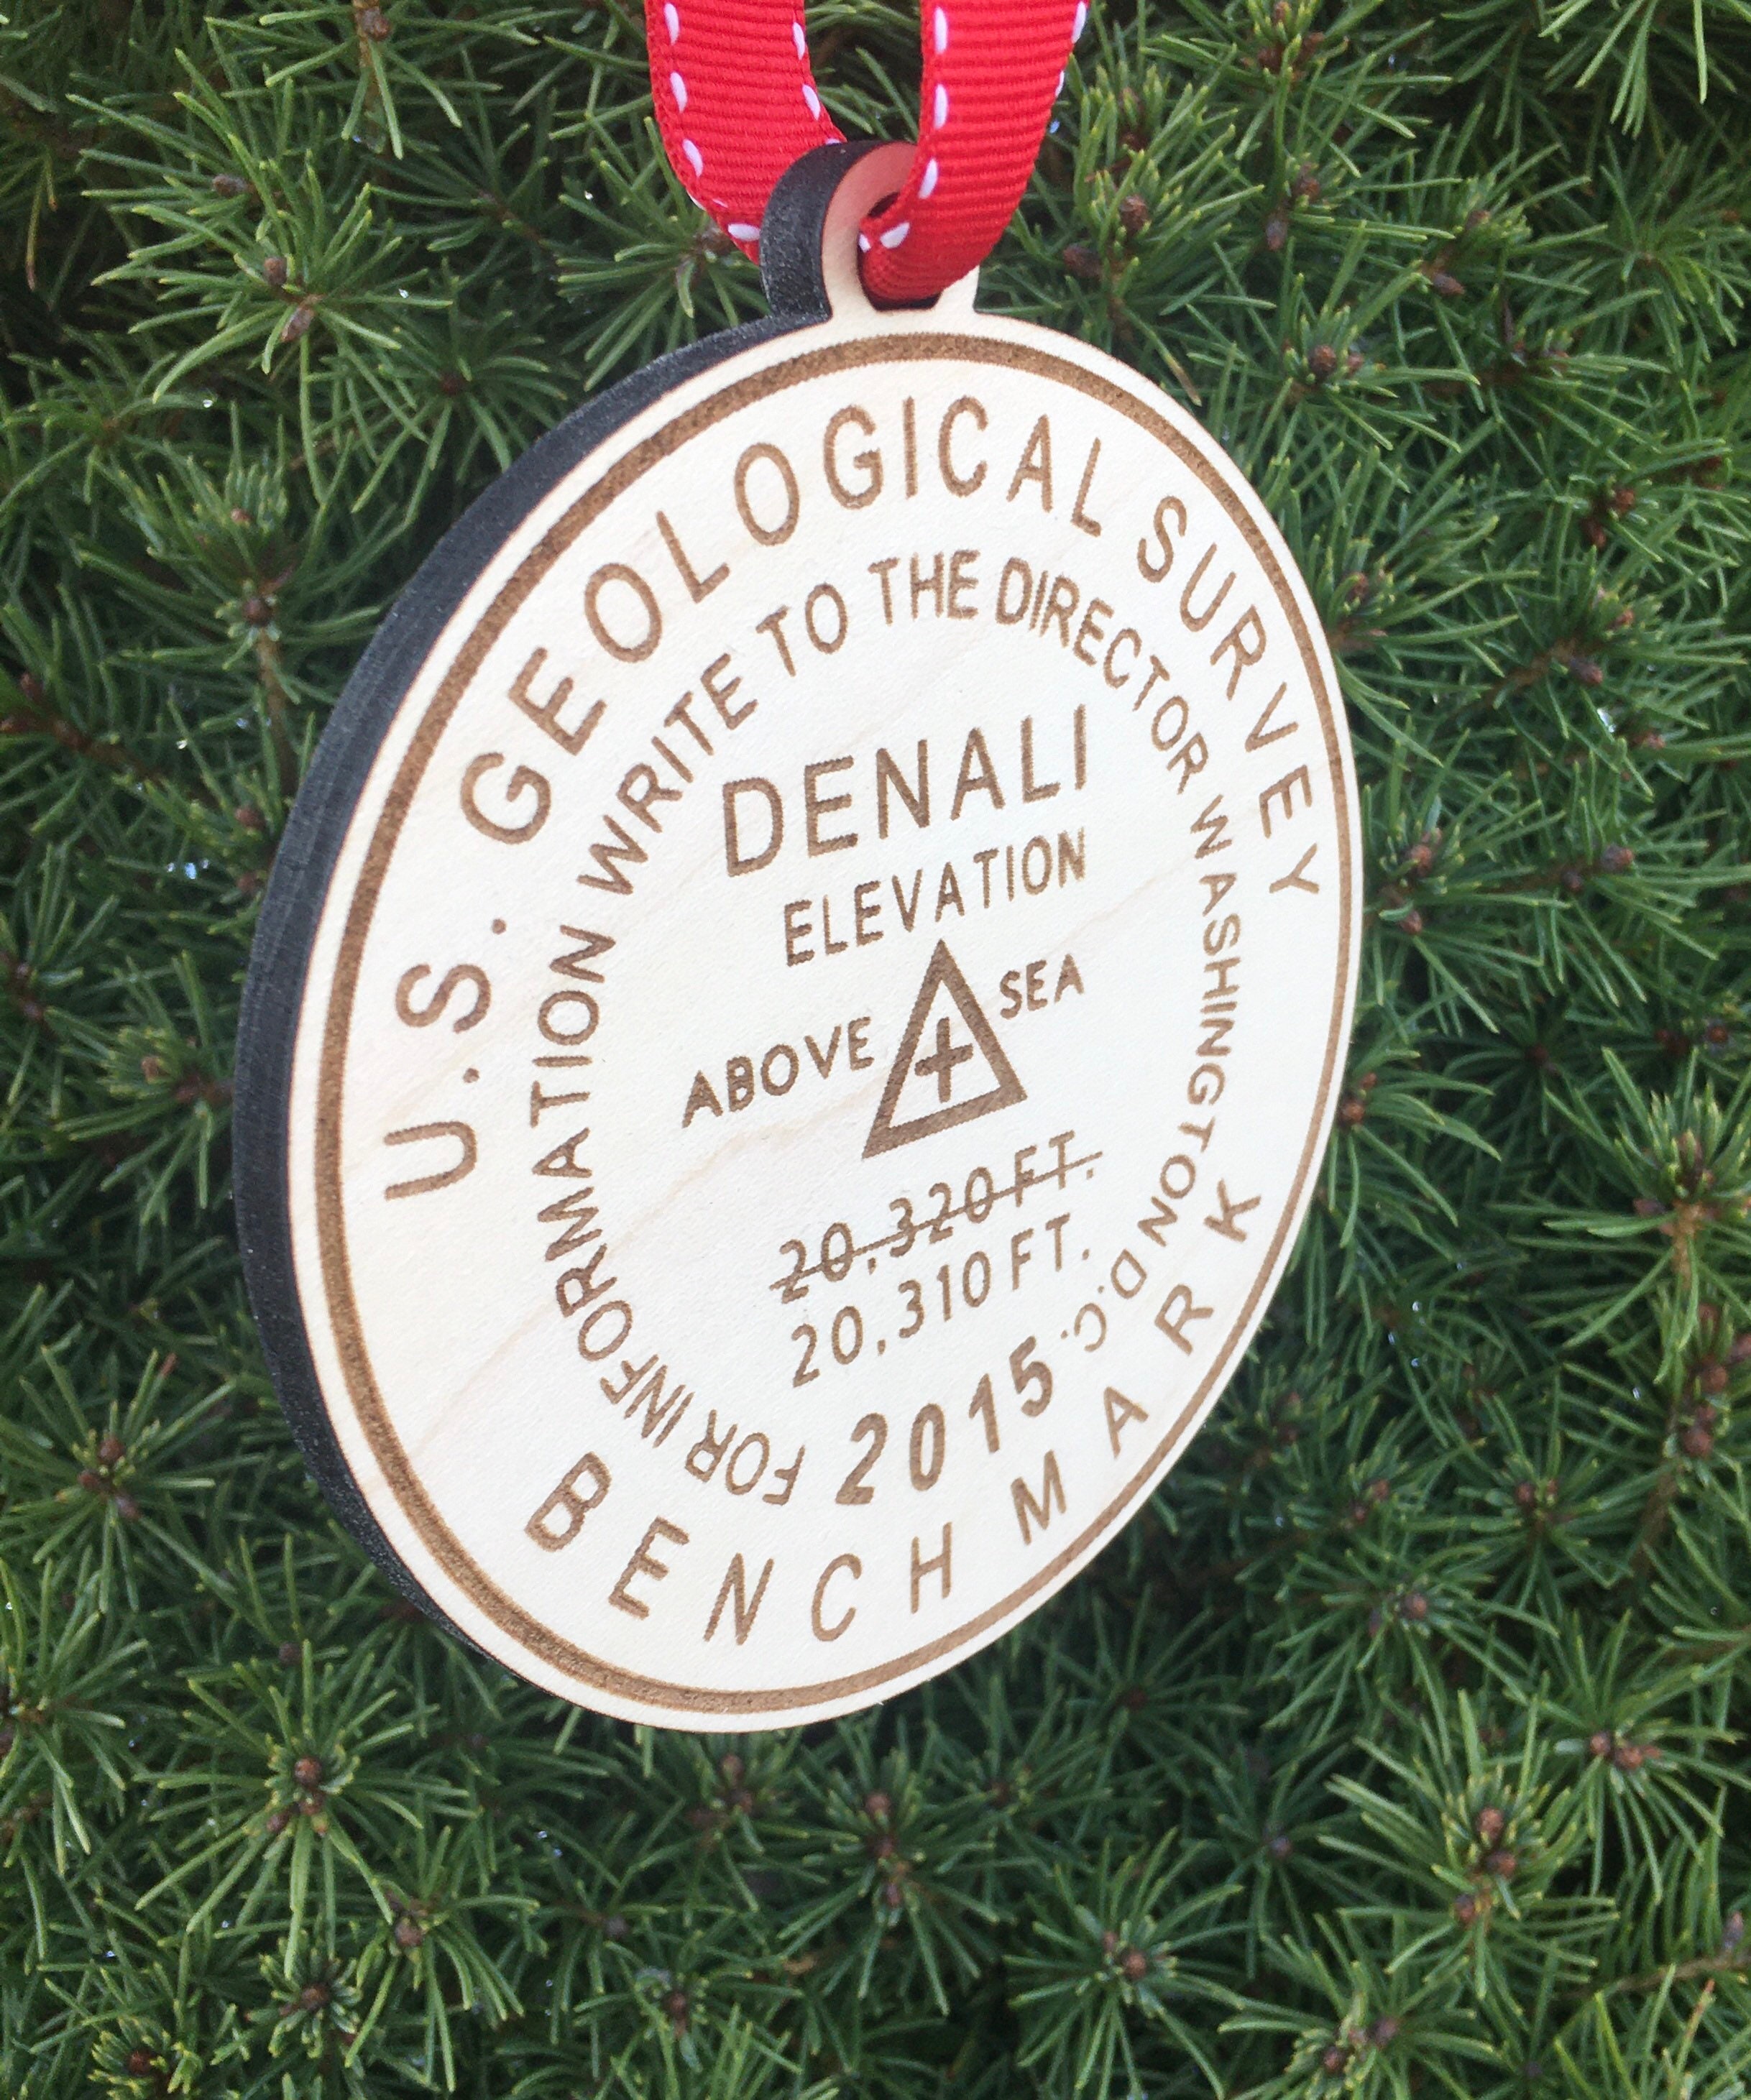 U.S. GEOLOGICAL SURVEY
FOR INFORMATION WRITE TO THE DIRECTOR WASHINGTON D.C.
DENALI
ELEVATION
ABOVE SEA
20,320 FT.
20,310 FT.
2015
BENCH MARK